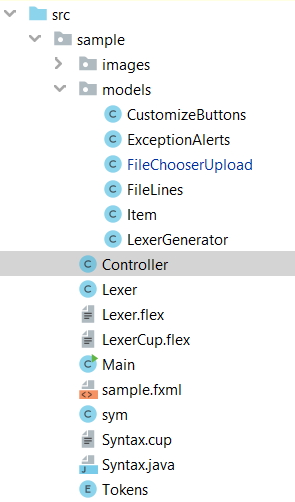 src
sample
images
models
C CustomizeButtons
C ExceptionAlerts
C FileChooserUpload
C FileLines
C Item
C LexerGenerator
C Controller
C Lexer
Lexer.flex
LexerCup.flex
C Main
<> sample.fxml
C sym
Syntax.cup
J Syntax.java
E Tokens